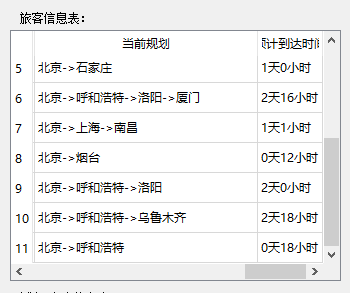 旅客信息表：
当前规划 预计到达时间
5 北京->石家庄 1天0小时
6 北京->呼和浩特->洛阳->厦门 2天16小时
7 北京->上海->南昌 1天1小时
8 北京->烟台 0天12小时
9 北京->呼和浩特->洛阳 2天0小时
10 北京->呼和浩特->乌鲁木齐 2天18小时
11 北京->呼和浩特 0天18小时